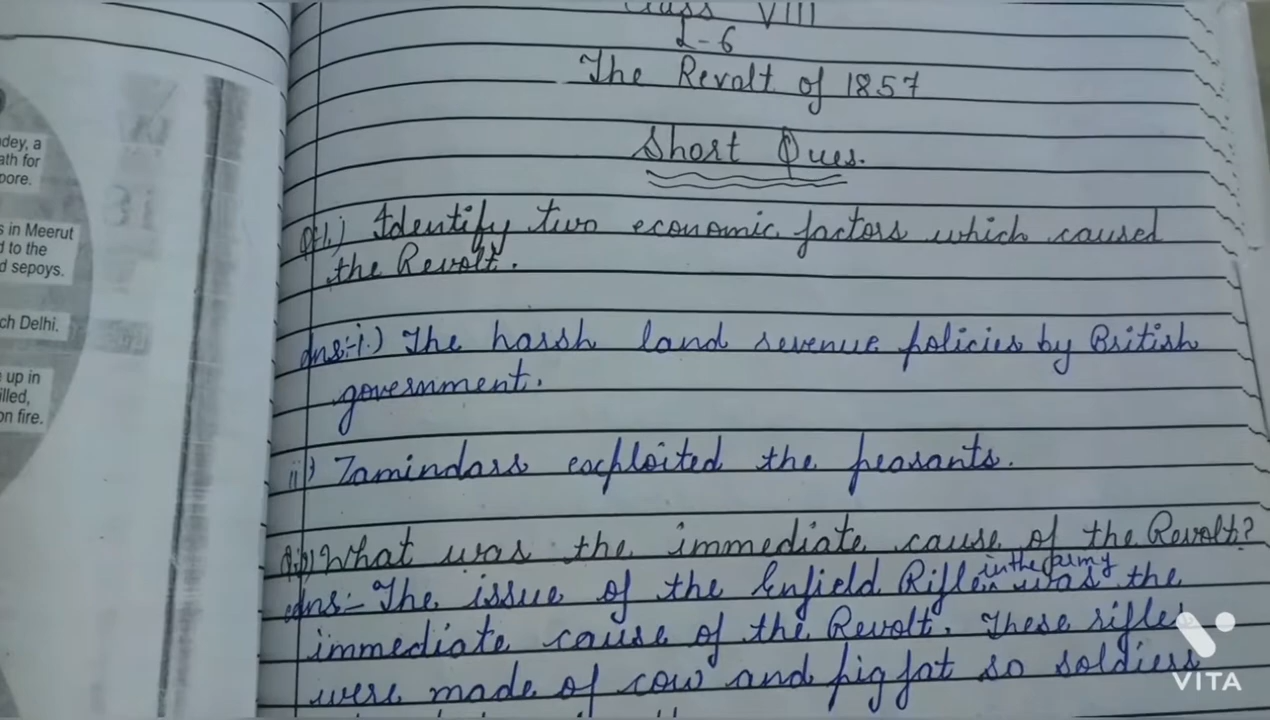 Class VIII
L-6
The Revolt of 1857
Short Ques.
Q-1.i) Identify two economic factors which caused
the Revolt.
Ans:-i.) The harsh land revenue policies by British
government.
ii) Zamindars exploited the peasants.
Q.ii) What was the immediate cause of the Revolt?
in the army
Ans:- The issue of the Enfield Rifles was the
immediate cause of the Revolt. These rifles
were made of cow and pig fat so soldiers
dey, a
ath for
pore.
s in Meerut
d to the
d sepoys.
ch Delhi.
up in
illed,
on fire.
VITA